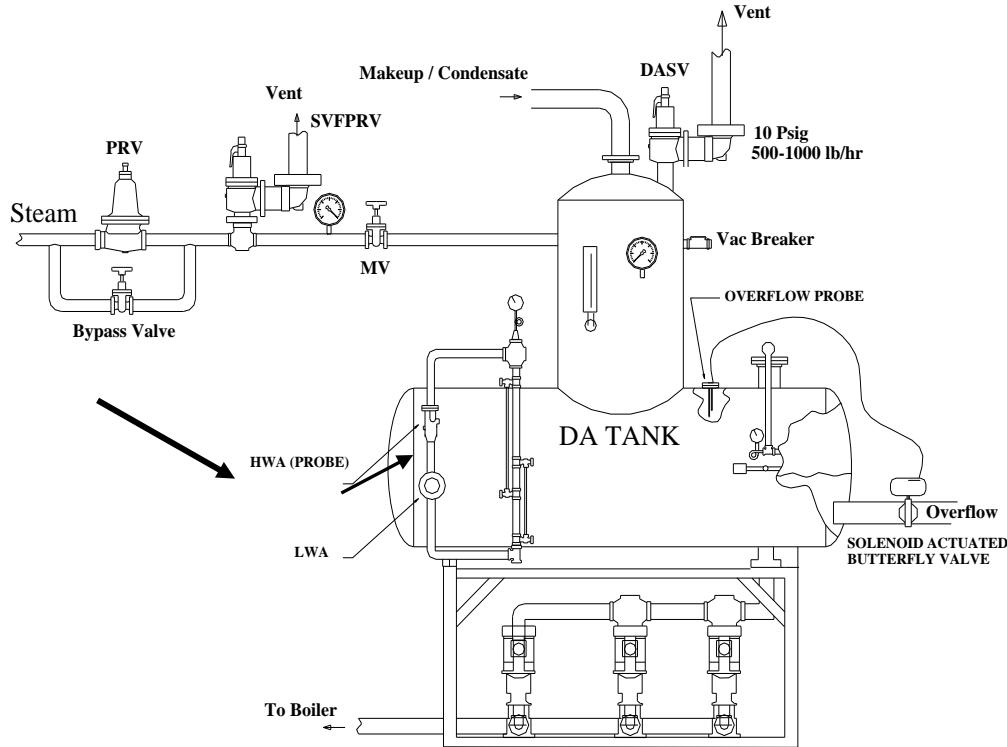 Vent
Makeup / Condensate
DASV
Vent
SVFPRV
10 Psig
500-1000 lb/hr
PRV
Steam
MV
Vac Breaker
Bypass Valve
OVERFLOW PROBE
DA TANK
HWA (PROBE)
LWA
Overflow
SOLENOID ACTUATED
BUTTERFLY VALVE
To Boiler